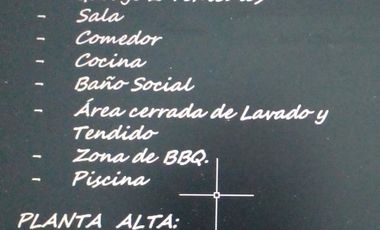 - Sala
- Comedor
- Cocina
- Baño Social
- Área cerrada de Lavado y
Tendido
- Zona de BBQ.
- Piscina
PLANTA ALTA: